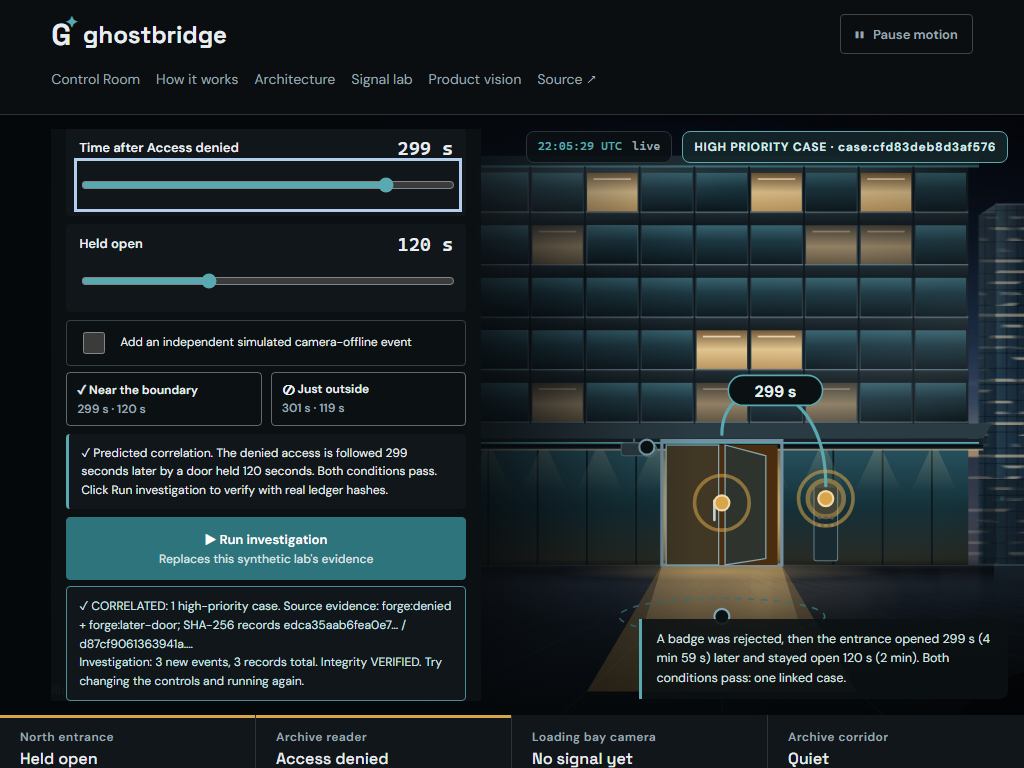 ghostbridge
Pause motion
Control Room How it works Architecture Signal lab Product vision Source ↗
Time after Access denied 299 s
22:05:29 UTC live
HIGH PRIORITY CASE · case:cfd83deb8d3af576
Held open 120 s
Add an independent simulated camera-offline event
✓ Near the boundary
299 s · 120 s
Just outside
301 s · 119 s
299 s
✓ Predicted correlation. The denied access is followed 299
seconds later by a door held 120 seconds. Both conditions pass.
Click Run investigation to verify with real ledger hashes.
▶ Run investigation
Replaces this synthetic lab's evidence
✓ CORRELATED: 1 high-priority case. Source evidence: forge:denied
+ forge:later-door; SHA-256 records edca35aab6fea0e7… /
d87cf9061363941a….
Investigation: 3 new events, 3 records total. Integrity VERIFIED. Try
changing the controls and running again.
A badge was rejected, then the entrance opened 299 s (4
min 59 s) later and stayed open 120 s (2 min). Both
conditions pass: one linked case.
North entrance
Held open
Archive reader
Access denied
Loading bay camera
No signal yet
Archive corridor
Quiet